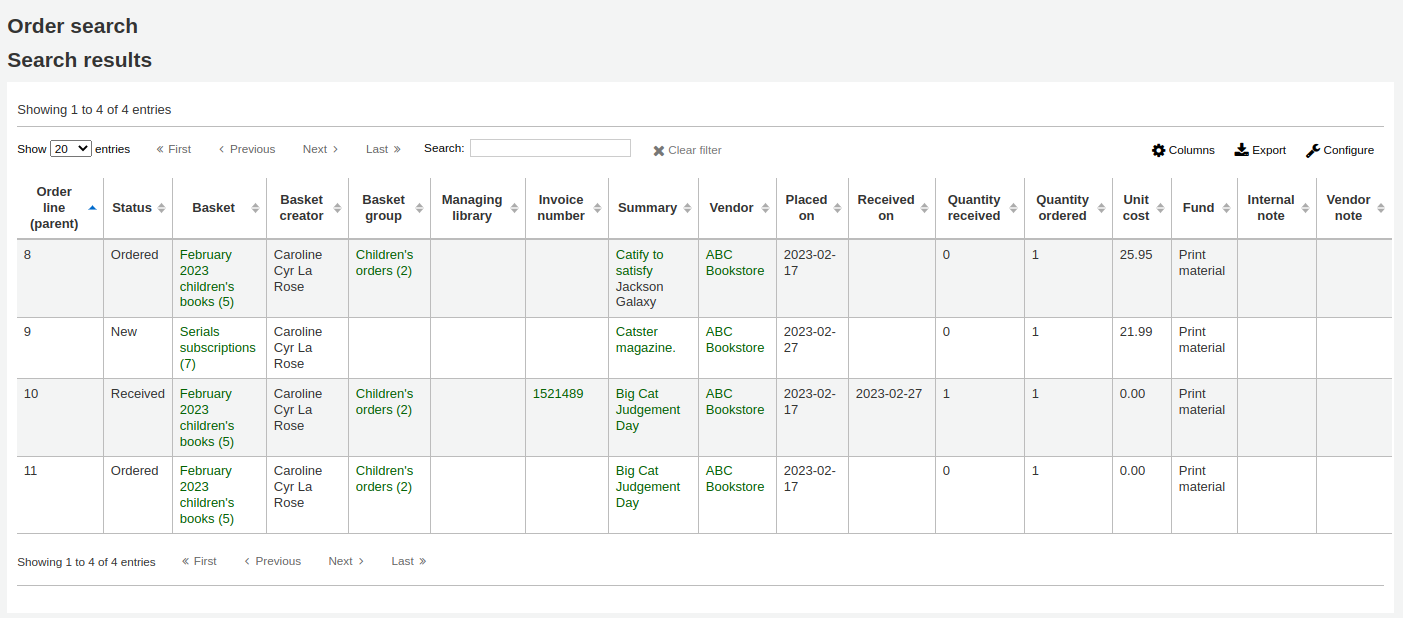 Order search
Search results
Showing 1 to 4 of 4 entries
Show 20 entries « First ‹ Previous Next › Last » Search: Clear filter Columns Export Configure
Order line (parent) Status Basket Basket creator Basket group Managing library Invoice number Summary Vendor Placed on Received on Quantity received Quantity ordered Unit cost Fund Internal note Vendor note
8 Ordered February 2023 children's books (5) Caroline Cyr La Rose Children's orders (2) Catify to satisfy Jackson Galaxy ABC Bookstore 2023-02-17 0 1 25.95 Print material
9 New Serials subscriptions (7) Caroline Cyr La Rose Catster magazine. ABC Bookstore 2023-02-27 0 1 21.99 Print material
10 Received February 2023 children's books (5) Caroline Cyr La Rose Children's orders (2) 1521489 Big Cat Judgement Day ABC Bookstore 2023-02-17 2023-02-27 1 1 0.00 Print material
11 Ordered February 2023 children's books (5) Caroline Cyr La Rose Children's orders (2) Big Cat Judgement Day ABC Bookstore 2023-02-17 0 1 0.00 Print material
Showing 1 to 4 of 4 entries « First ‹ Previous Next › Last »